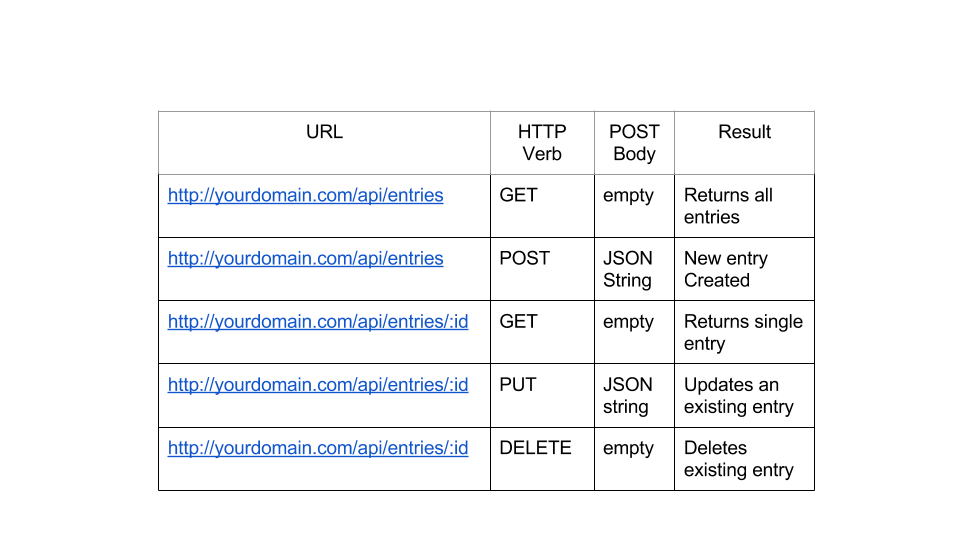 URL HTTP Verb POST Body Result
http://yourdomain.com/api/entries GET empty Returns all entries
http://yourdomain.com/api/entries POST JSON String New entry Created
http://yourdomain.com/api/entries/:id GET empty Returns single entry
http://yourdomain.com/api/entries/:id PUT JSON string Updates an existing entry
http://yourdomain.com/api/entries/:id DELETE empty Deletes existing entry